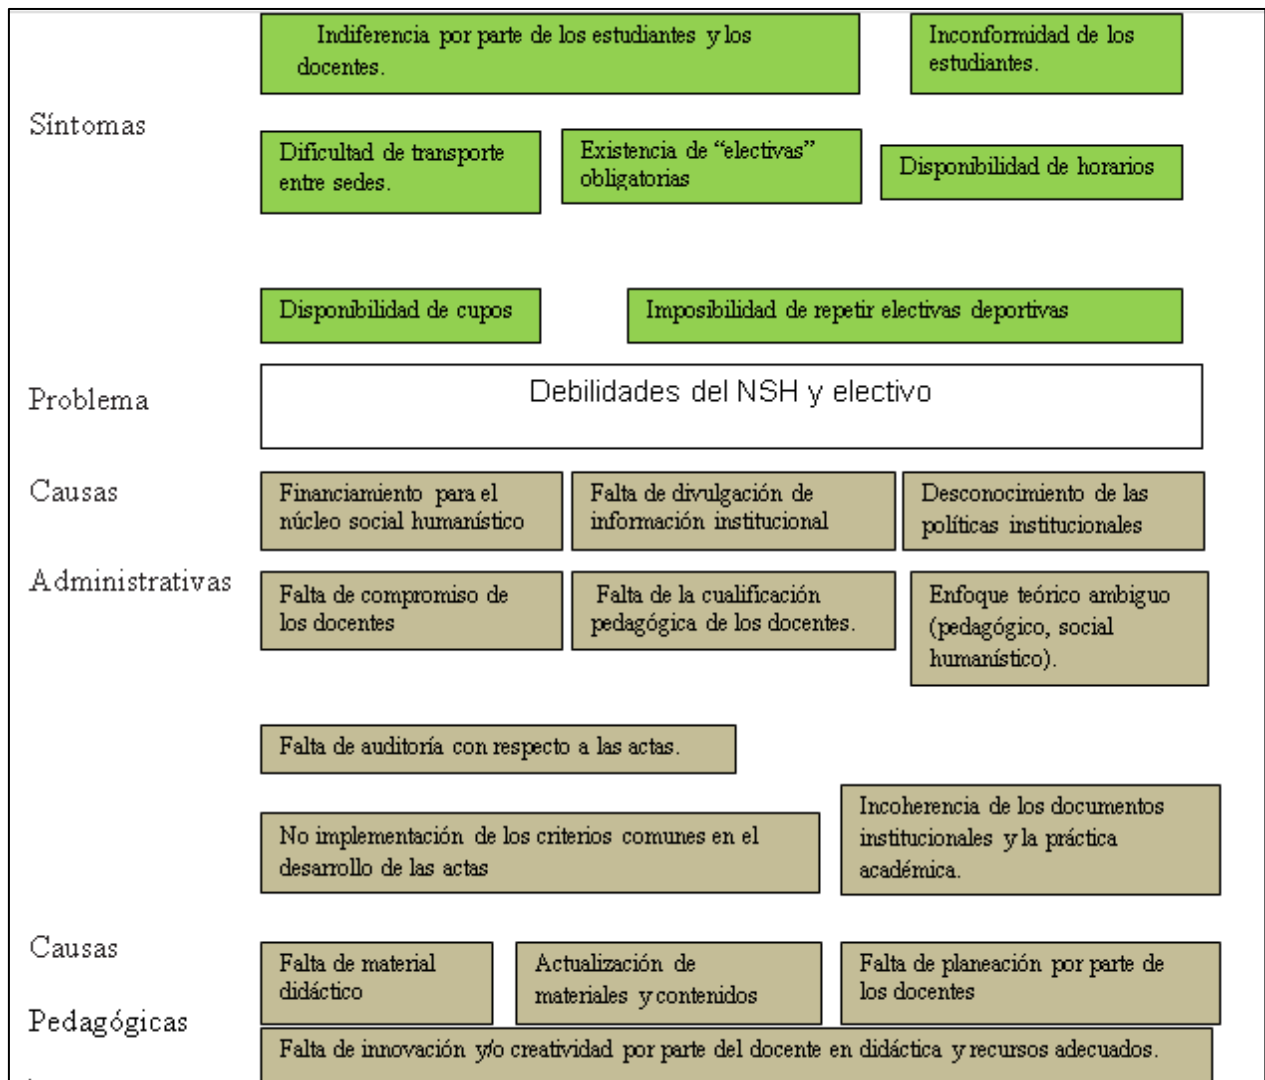 Indiferencia por parte de los estudiantes y los
docentes.
Inconformidad de los
estudiantes.
Síntomas
Dificultad de transporte
entre sedes.
Existencia de “electivas”
obligatorias
Disponibilidad de horarios
Disponibilidad de cupos
Imposibilidad de repetir electivas deportivas
Problema
Debilidades del NSH y electivo
Causas
Financiamiento para el
núcleo social humanístico
Falta de divulgación de
información institucional
Desconocimiento de las
políticas institucionales
Administrativas
Falta de compromiso de
los docentes
Falta de la cualificación
pedagógica de los docentes.
Enfoque teórico ambiguo
(pedagógico, social
humanístico).
Falta de auditoría con respecto a las actas.
No implementación de los criterios comunes en el
desarrollo de las actas
Incoherencia de los documentos
institucionales y la práctica
académica.
Causas
Pedagógicas
Falta de material
didáctico
Actualización de
materiales y contenidos
Falta de planeación por parte de
los docentes
Falta de innovación y/o creatividad por parte del docente en didáctica y recursos adecuados.